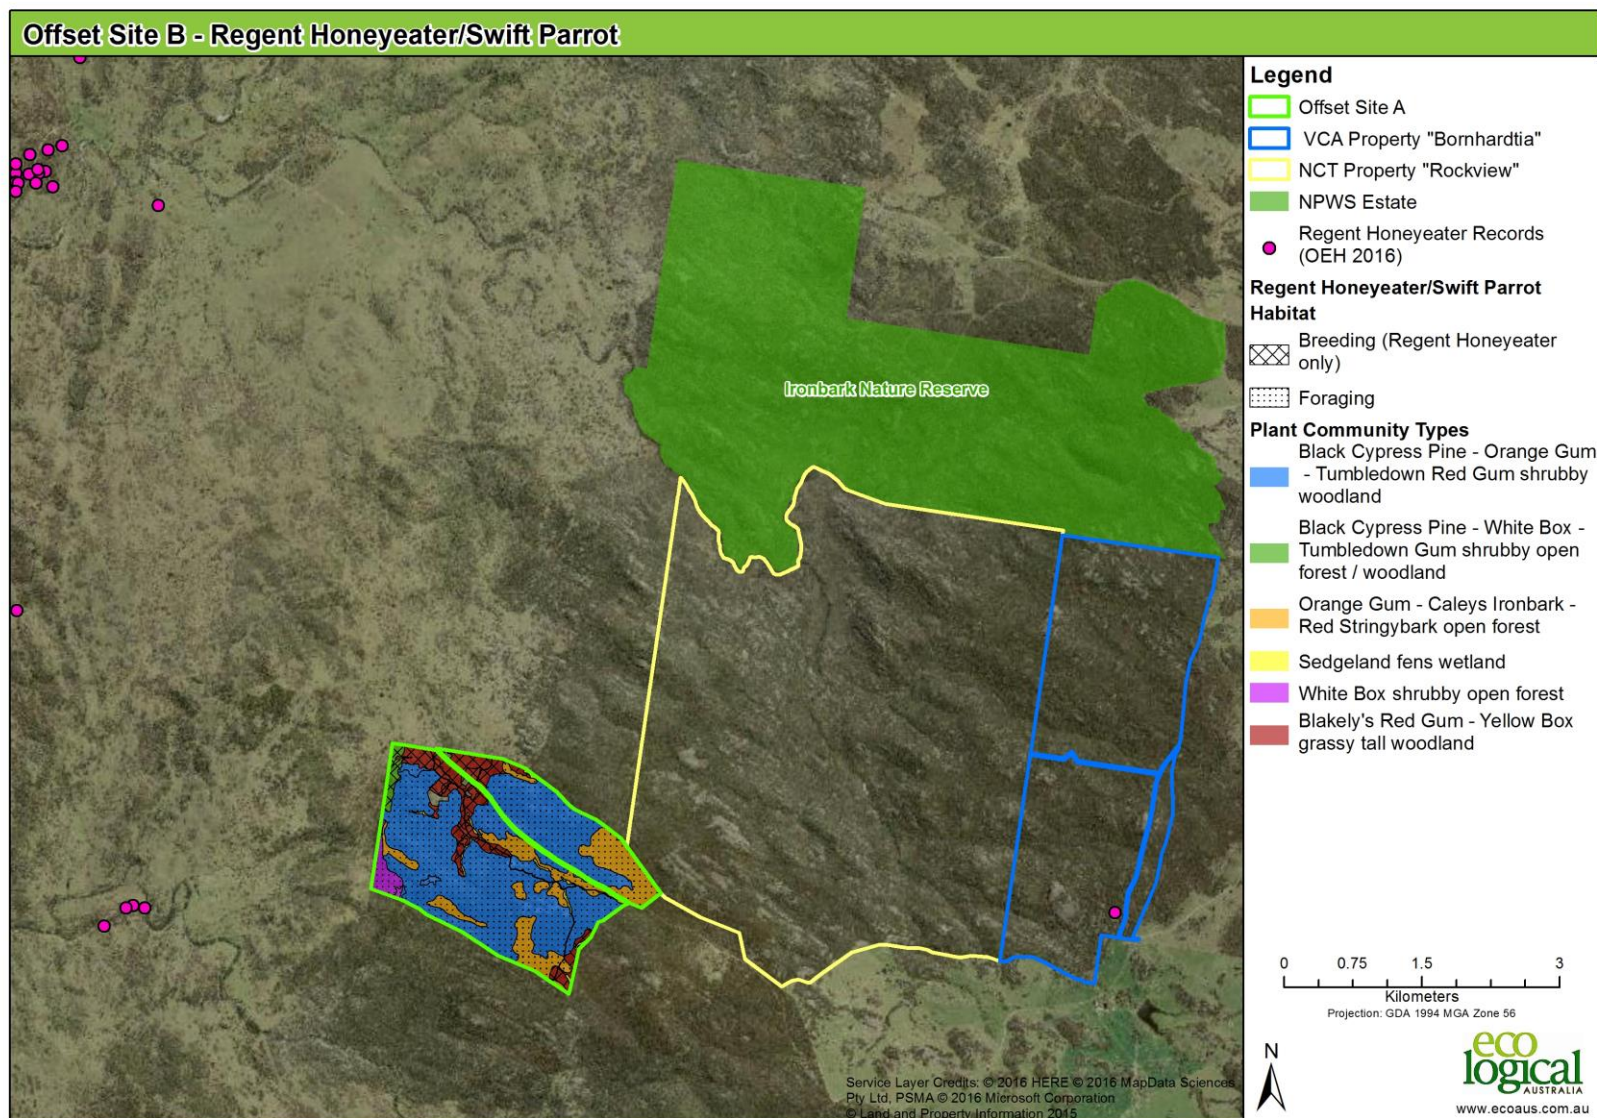 Offset Site B - Regent Honeyeater/Swift Parrot
Ironbark Nature Reserve
Service Layer Credits: © 2016 HERE © 2016 MapData Sciences
Pty Ltd, PSMA © 2016 Microsoft Corporation
© Land and Property Information 2015
Legend
Offset Site A
VCA Property "Bornhardtia"
NCT Property "Rockview"
NPWS Estate
Regent Honeyeater Records
(OEH 2016)
Regent Honeyeater/Swift Parrot
Habitat
Breeding (Regent Honeyeater
only)
Foraging
Plant Community Types
Black Cypress Pine - Orange Gum
- Tumbledown Red Gum shrubby
woodland
Black Cypress Pine - White Box -
Tumbledown Gum shrubby open
forest / woodland
Orange Gum - Caleys Ironbark -
Red Stringybark open forest
Sedgeland fens wetland
White Box shrubby open forest
Blakely's Red Gum - Yellow Box
grassy tall woodland
0 0.75 1.5 3
Kilometers
Projection: GDA 1994 MGA Zone 56
N
eco
logical
AUSTRALIA
www.ecoaus.com.au